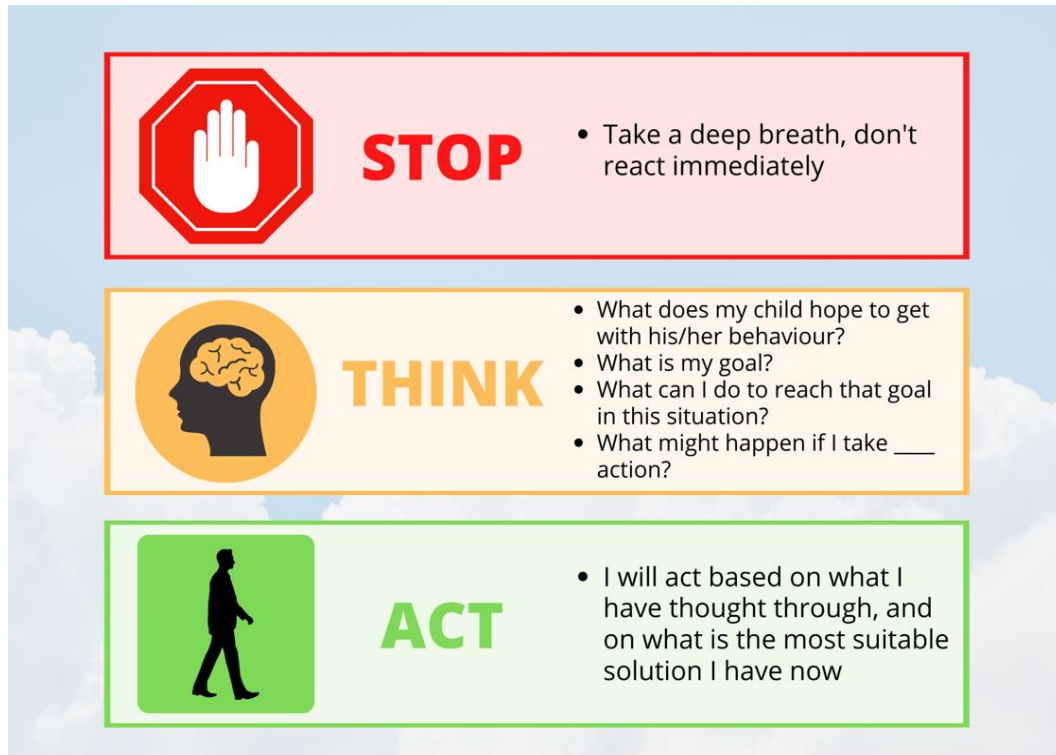 STOP
• Take a deep breath, don't
react immediately
THINK
• What does my child hope to get
with his/her behaviour?
• What is my goal?
• What can I do to reach that goal
in this situation?
• What might happen if I take ____
action?
ACT
• I will act based on what I
have thought through, and
on what is the most suitable
solution I have now